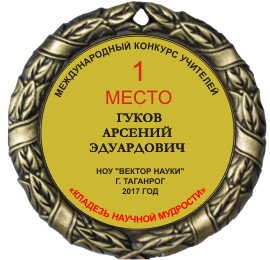 МЕЖДУНАРОДНЫЙ КОНКУРС УЧИТЕЛЕЙ
1
МЕСТО
ГУКОВ
АРСЕНИЙ
ЭДУАРДОВИЧ
НОУ "ВЕКТОР НАУКИ"
Г. ТАГАНРОГ
2017 ГОД
«КЛАДЕЗЬ НАУЧНОЙ МУДРОСТИ»